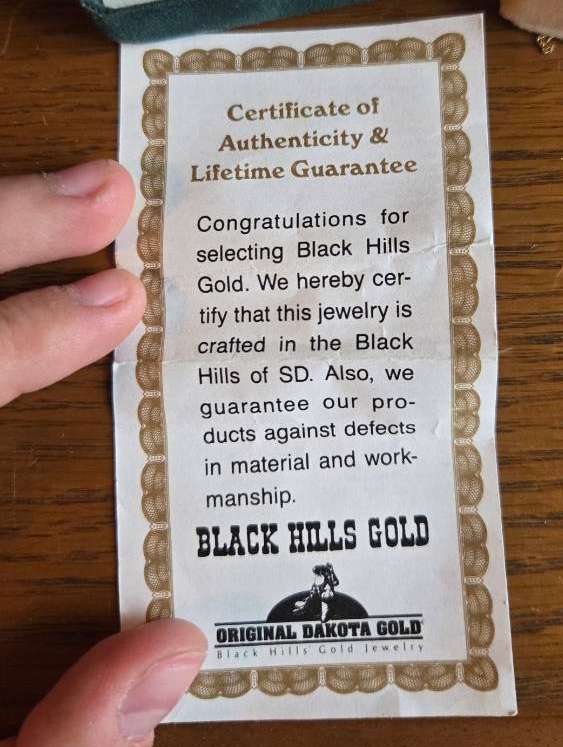 Certificate of
Authenticity &
Lifetime Guarantee
Congratulations for
selecting Black Hills
Gold. We hereby cer-
tify that this jewelry is
crafted in the Black
Hills of SD. Also, we
guarantee our pro-
ducts against defects
in material and work-
manship.
BLACK HILLS GOLD
ORIGINAL DAKOTA GOLD
Black Hills Gold Jewelry